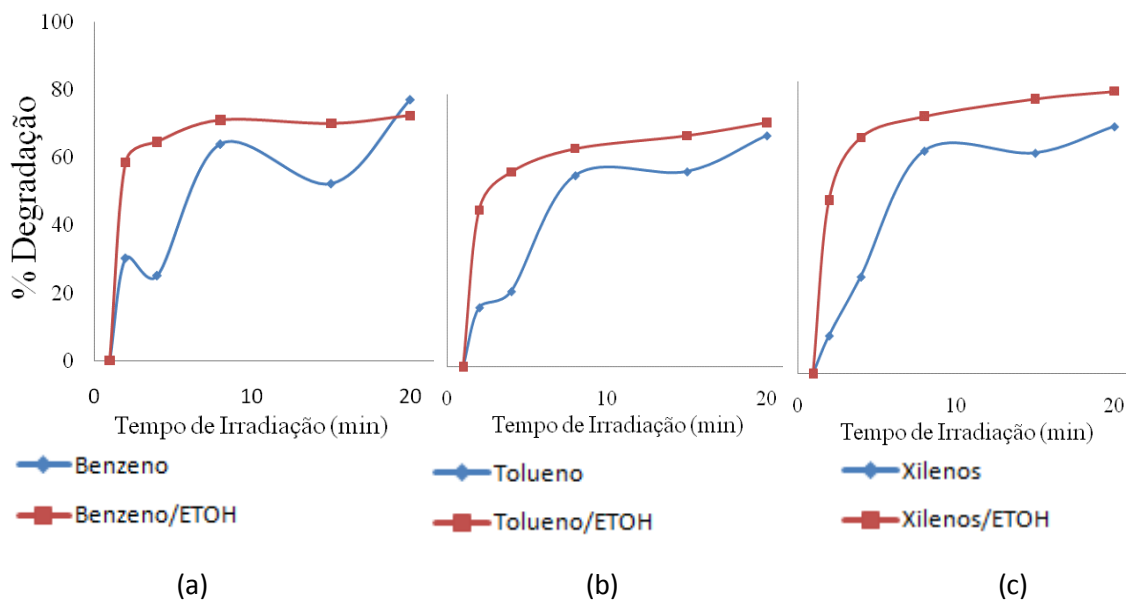 100
80
60
40
20
0
% Degradação
0 10 20
Tempo de Irradiação (min)
Benzeno
Benzeno/ETOH
(a)
0 10 20
Tempo de Irradiação (min)
Tolueno
Tolueno/ETOH
(b)
0 10 20
Tempo de Irradiação (min)
Xilenos
Xilenos/ETOH
(c)